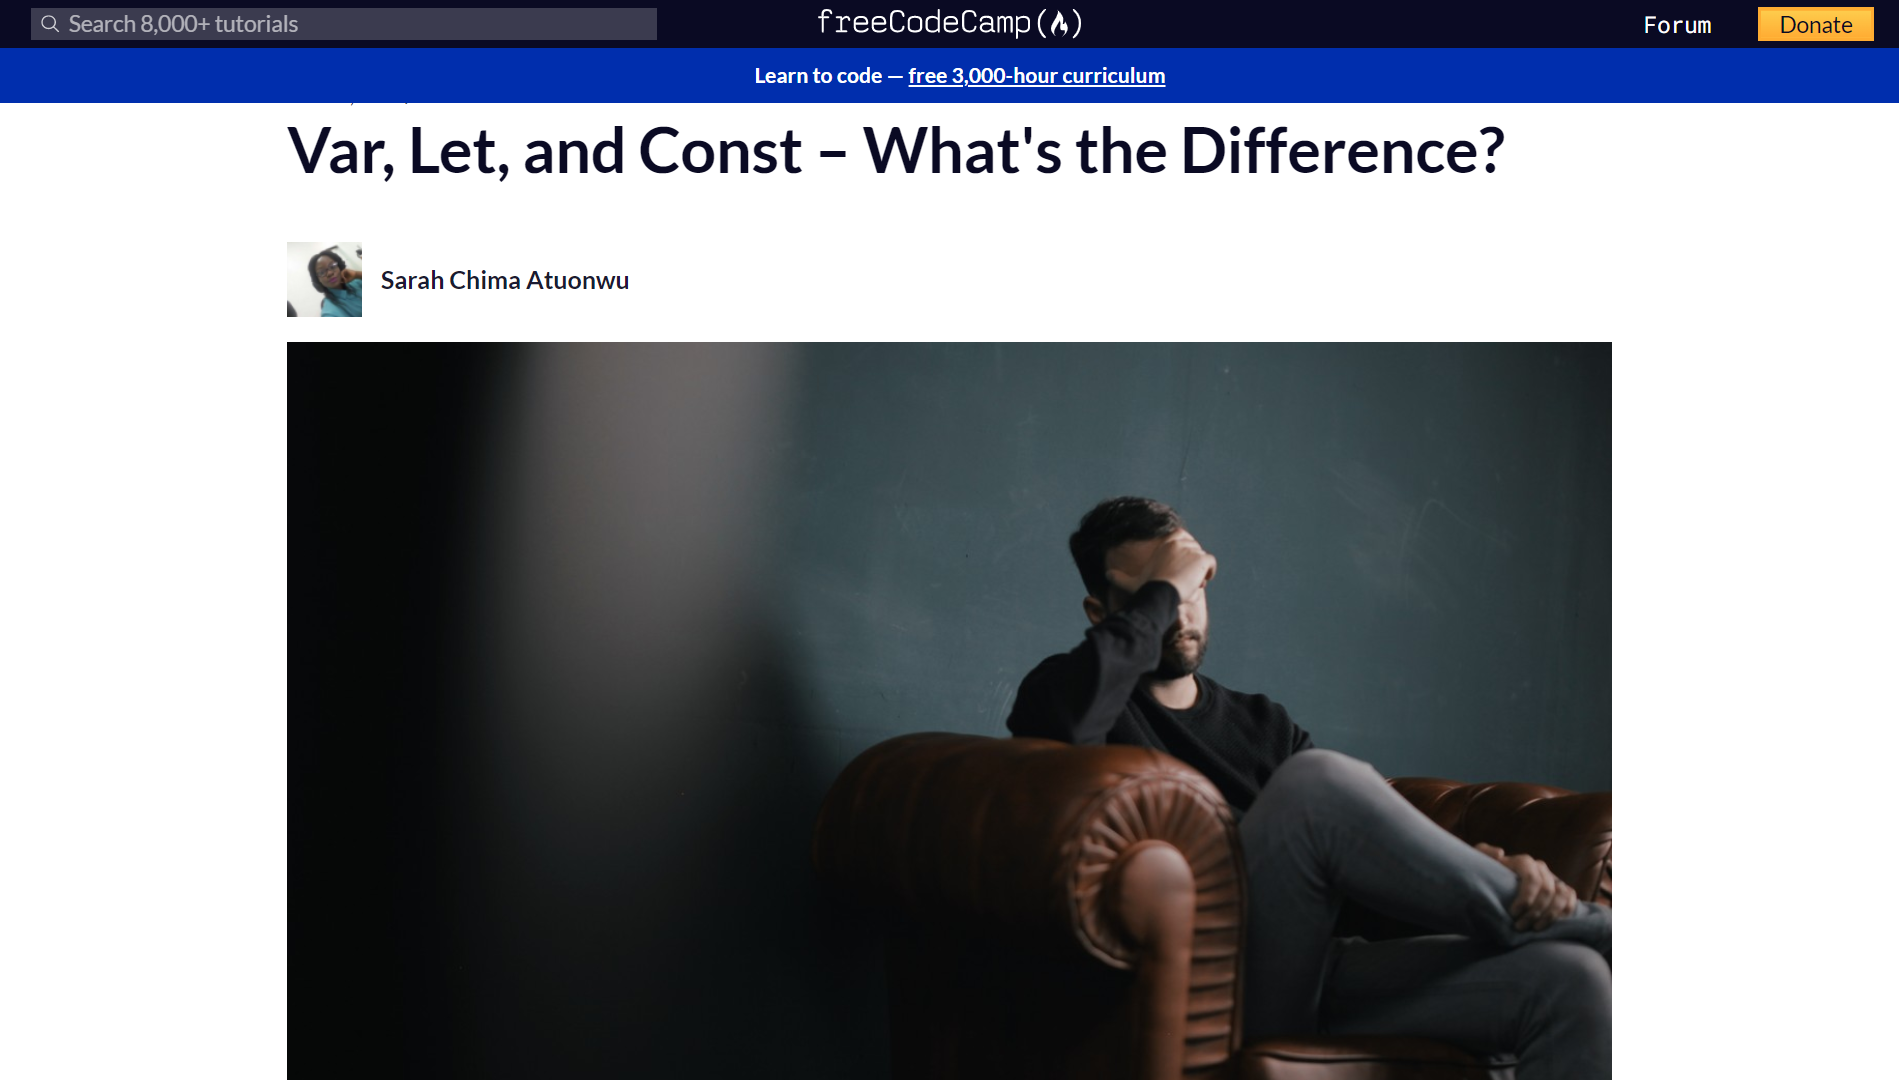 Search 8,000+ tutorials
freeCodeCamp
Forum
Donate
Learn to code — free 3,000-hour curriculum
Var, Let, and Const – What's the Difference?
Sarah Chima Atuonwu